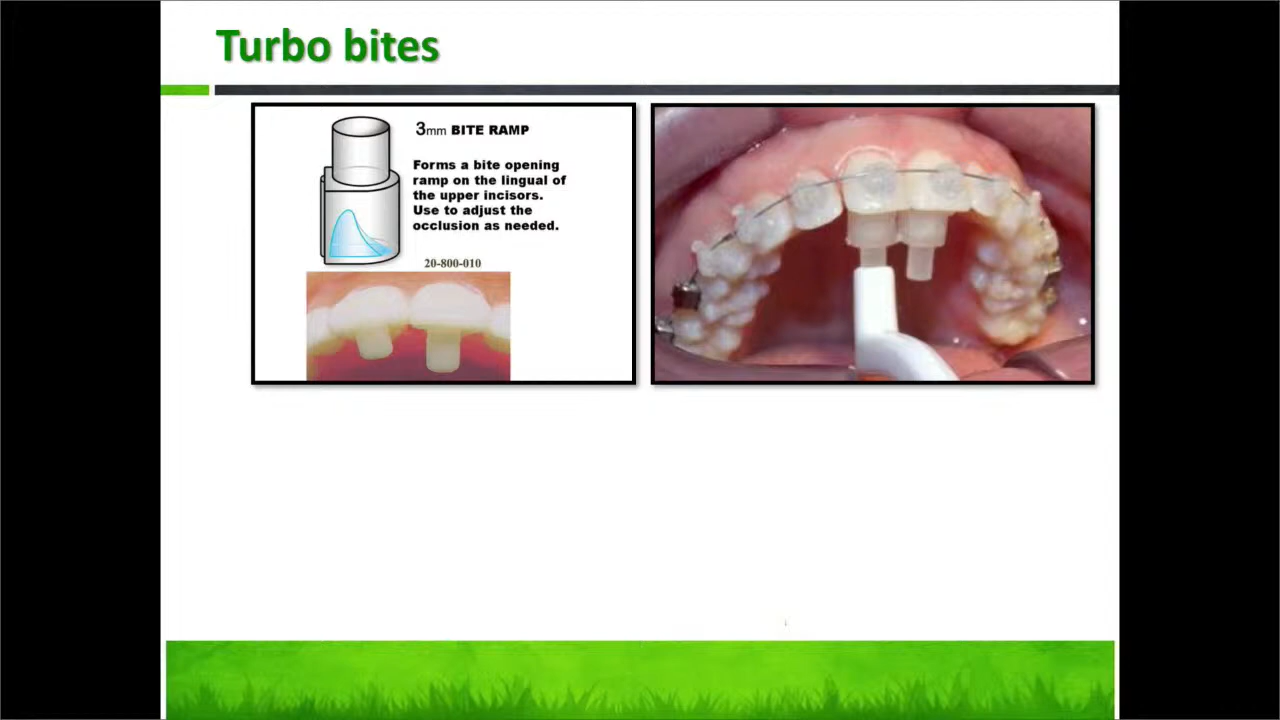 Turbo bites
3mm BITE RAMP
Forms a bite opening
ramp on the lingual of
the upper incisors.
Use to adjust the
occlusion as needed.
20-800-010